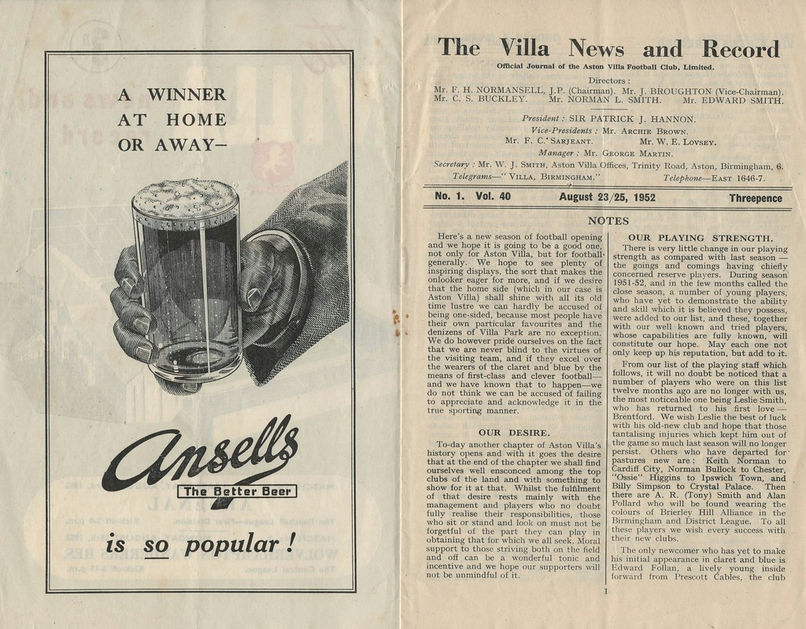 A WINNER
AT HOME
OR AWAY—
Ansells
The Better Beer
is so popular !
The Villa News and Record
Official Journal of the Aston Villa Football Club, Limited.
Directors :
Mr. F. H. NORMANSELL, J.P. (Chairman). Mr. J. BROUGHTON (Vice-Chairman).
Mr. C. S. BUCKLEY. Mr. NORMAN L. SMITH. Mr. EDWARD SMITH.
President : SIR PATRICK J. HANNON.
Vice-Presidents : Mr. ARCHIE BROWN.
Mr. F. C. SARJEANT. Mr. W. E. LOVSEY.
Manager : Mr. GEORGE MARTIN.
Secretary : Mr. W. J. SMITH, Aston Villa Offices, Trinity Road, Aston, Birmingham, 6.
Telegrams—"VILLA, BIRMINGHAM." Telephone—EAST 1646-7.
No. 1. Vol. 40 August 23/25, 1952 Threepence
NOTES
Here's a new season of football opening
and we hope it is going to be a good one,
not only for Aston Villa, but for football
generally. We hope to see plenty of
inspiring displays, the sort that makes the
onlooker eager for more, and if we desire
that the home side (which in our case is
Aston Villa) shall shine with all its old
time lustre we can hardly be accused of
being one-sided, because most people have
their own particular favourites and the
denizens of Villa Park are no exception.
We do however pride ourselves on the fact
that we are never blind to the virtues of
the visiting team, and if they excel over
the wearers of the claret and blue by the
means of first-class and clever football—
and we have known that to happen—we
do not think we can be accused of failing
to appreciate and acknowledge it in the
true sporting manner.
OUR DESIRE.
To-day another chapter of Aston Villa's
history opens and with it goes the desire
that at the end of the chapter we shall find
ourselves well ensconced among the top
clubs of the land and with something to
show for it at that. Whilst the fulfilment
of that desire rests mainly with the
management and players who no doubt
fully realise their responsibilities, those
who sit or stand and look on must not be
forgetful of the part they can play in
obtaining that for which we all seek. Moral
support to those striving both on the field
and off can be a wonderful tonic and
incentive and we hope our supporters will
not be unmindful of it.
OUR PLAYING STRENGTH.
There is very little change in our playing
strength as compared with last season —
the goings and comings having chiefly
concerned reserve players. During season
1951-52, and in the few months called the
close season, a number of young players,
who have yet to demonstrate the ability
and skill which it is believed they possess,
were added to our list, and these, together
with our well known and tried players,
whose capabilities are fully known, will
constitute our hope. May each one not
only keep up his reputation, but add to it.
From our list of the playing staff which
follows, it will no doubt be noticed that a
number of players who were on this list
twelve months ago are no longer with us,
the most noticeable one being Leslie Smith,
who has returned to his first love —
Brentford. We wish Leslie the best of luck
with his old-new club and hope that those
tantalising injuries which kept him out of
the game so much last season will no longer
persist. Others who have departed for
pastures new are : Keith Norman to
Cardiff City, Norman Bullock to Chester,
"Ossie" Higgins to Ipswich Town, and
Billy Simpson to Crystal Palace. Then
there are A. R. (Tony) Smith and Alan
Pollard who will be found wearing the
colours of Brierley Hill Alliance in the
Birmingham and District League. To all
these players we wish every success with
their new clubs.
The only newcomer who has yet to make
his initial appearance in claret and blue is
Edward Follan, a lively young inside
forward from Prescot Cables, the club
1